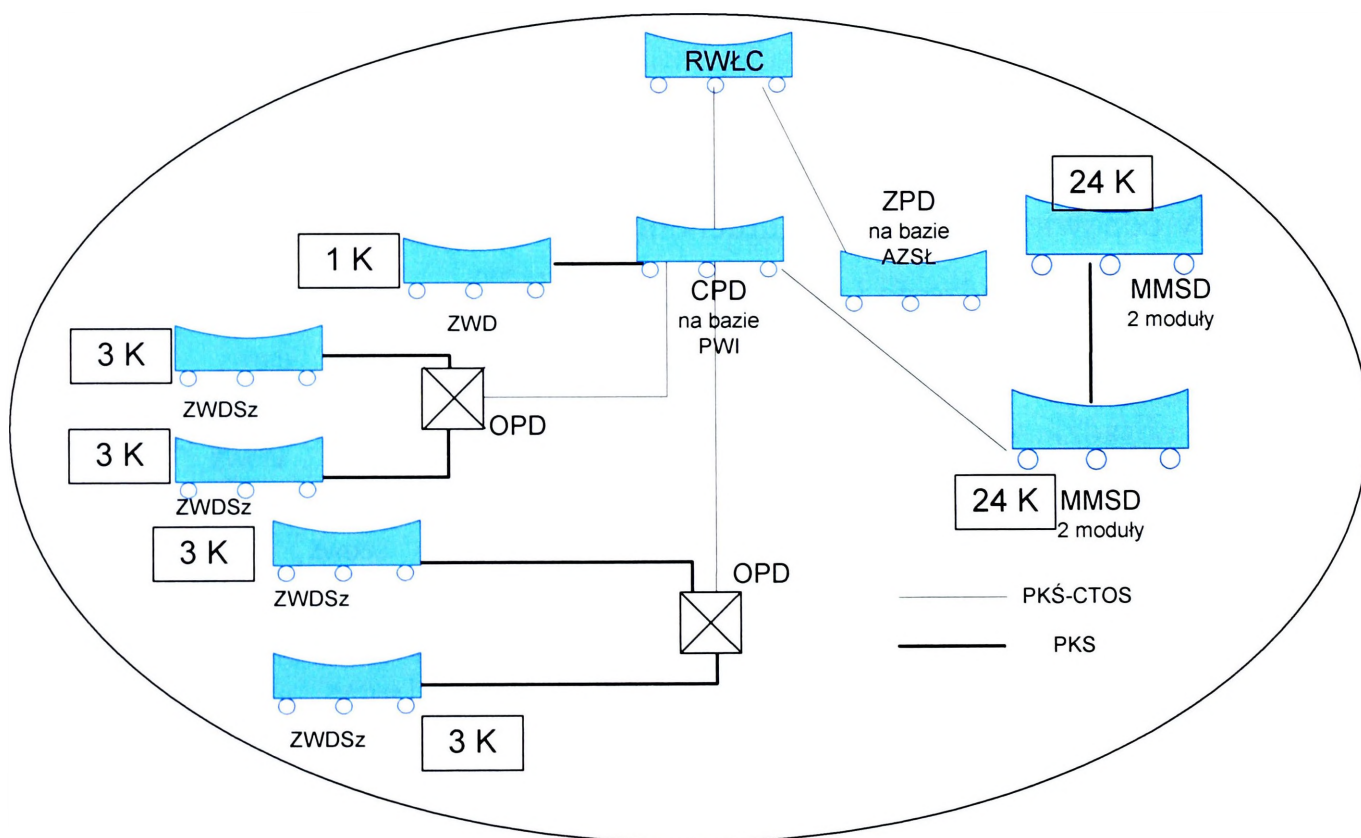 RWŁC
24 K
ZPD
na bazie
AZSŁ
1 K
ZWD
CPD
na bazie
PWI
MMSD
2 moduły
3 K
ZWDSz
OPD
3 K
ZWDSz
24 K
MMSD
2 moduły
3 K
ZWDSz
OPD
PKŚ-CTOS
PKS
ZWDSz
3 K